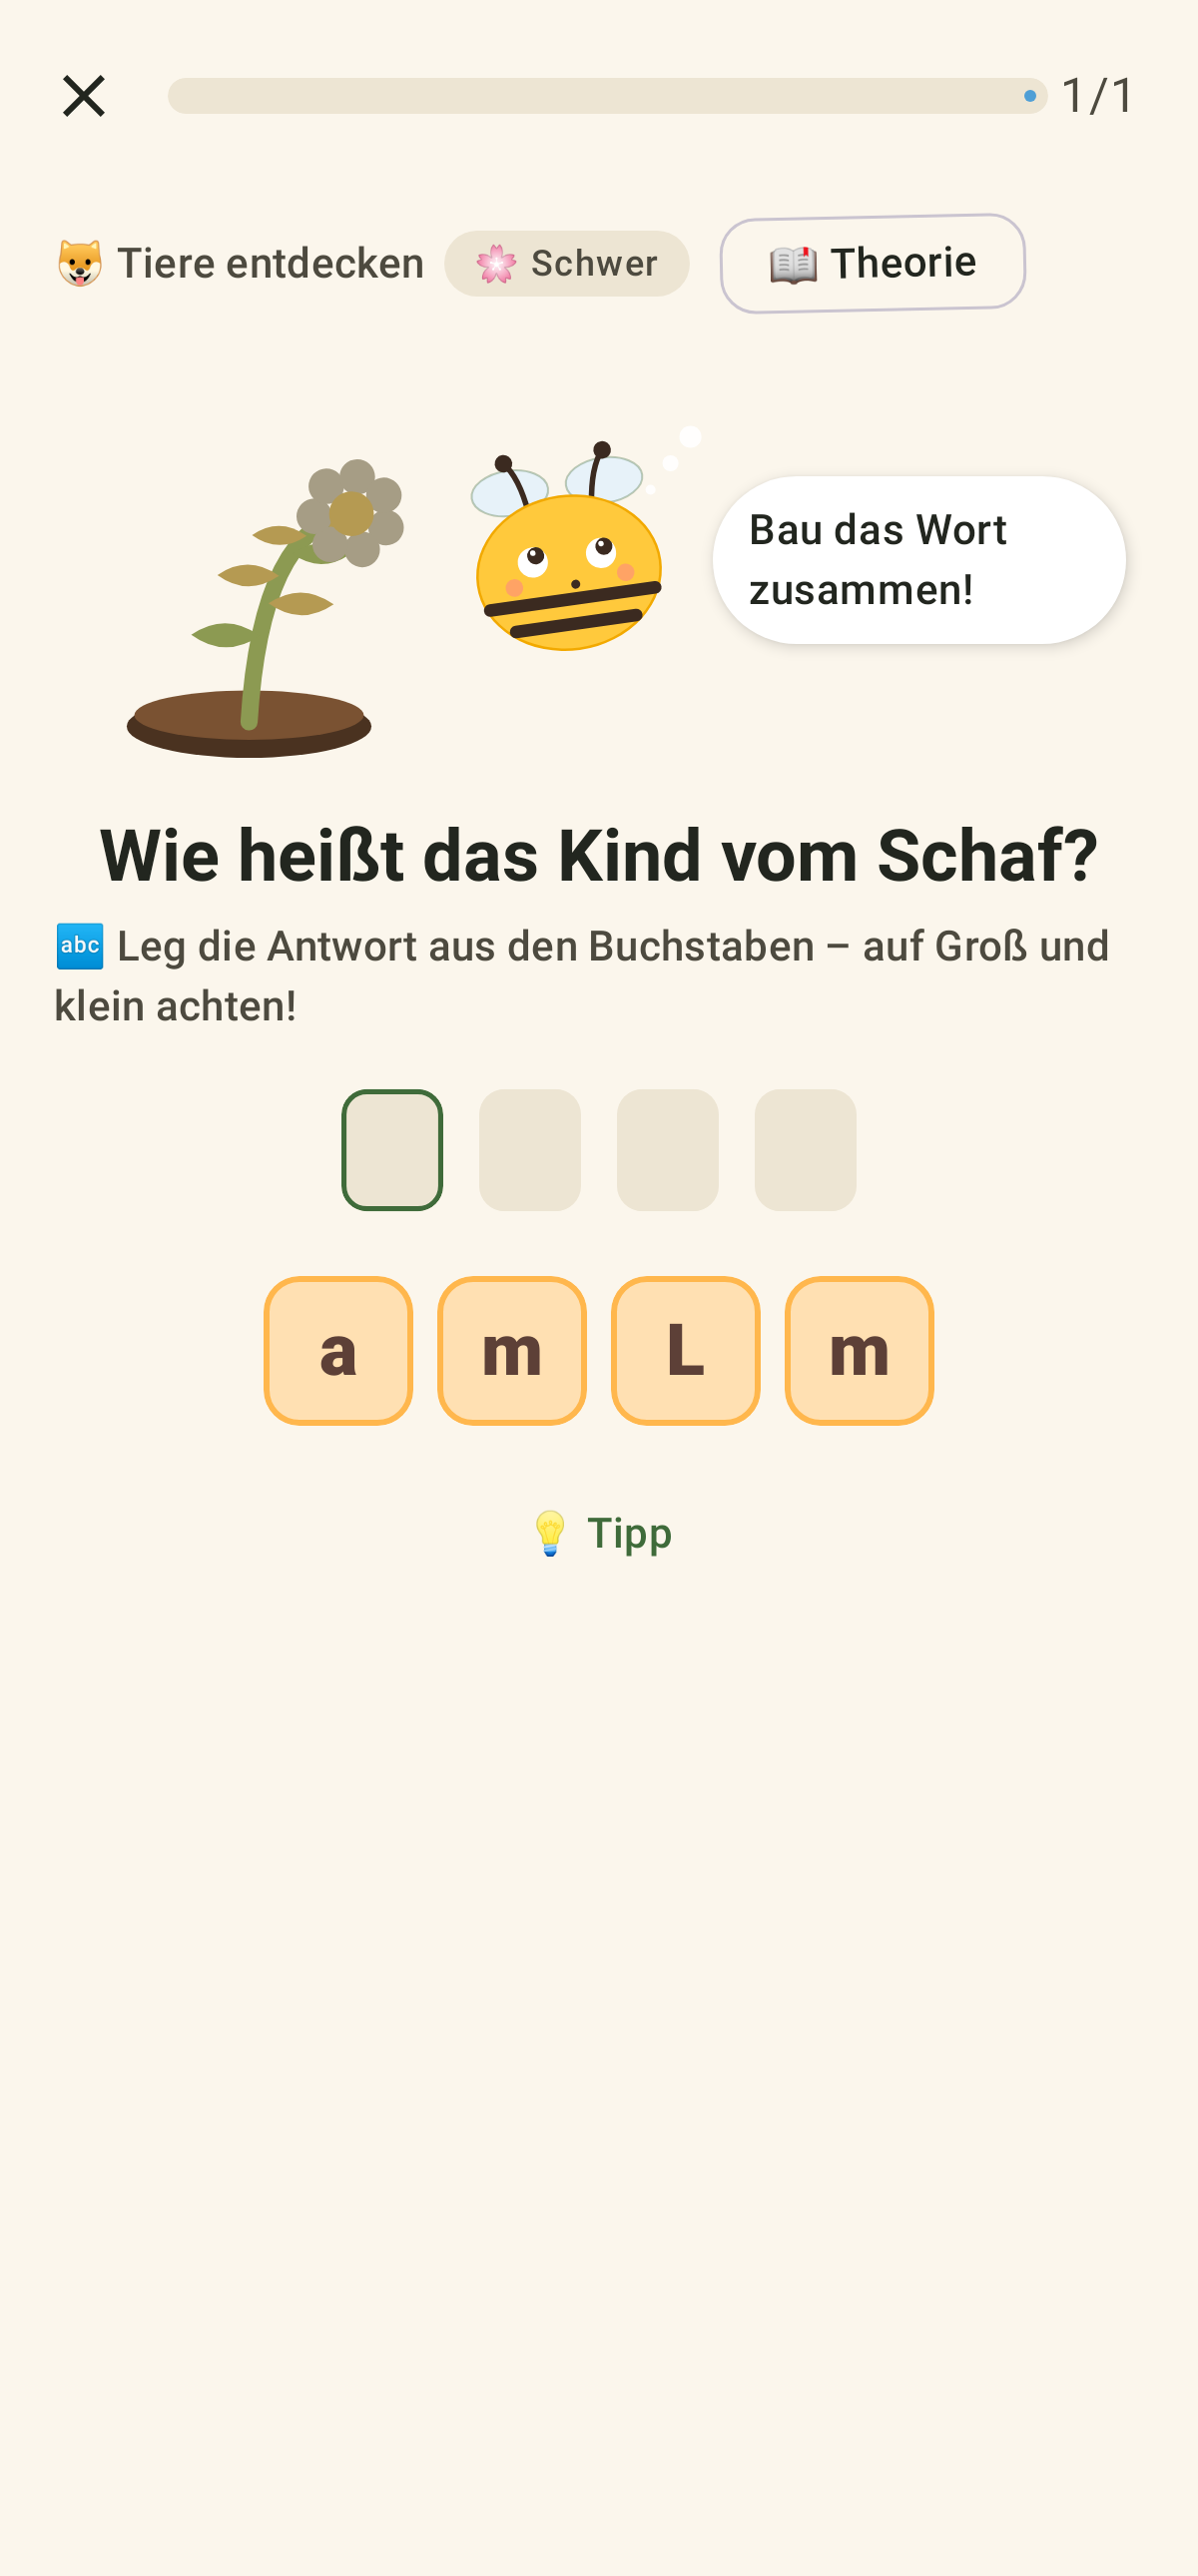 1/1
Tiere entdecken
Schwer
Theorie
Bau das Wort
zusammen!
Wie heißt das Kind vom Schaf?
abc Leg die Antwort aus den Buchstaben – auf Groß und
klein achten!
a m L m
Tipp